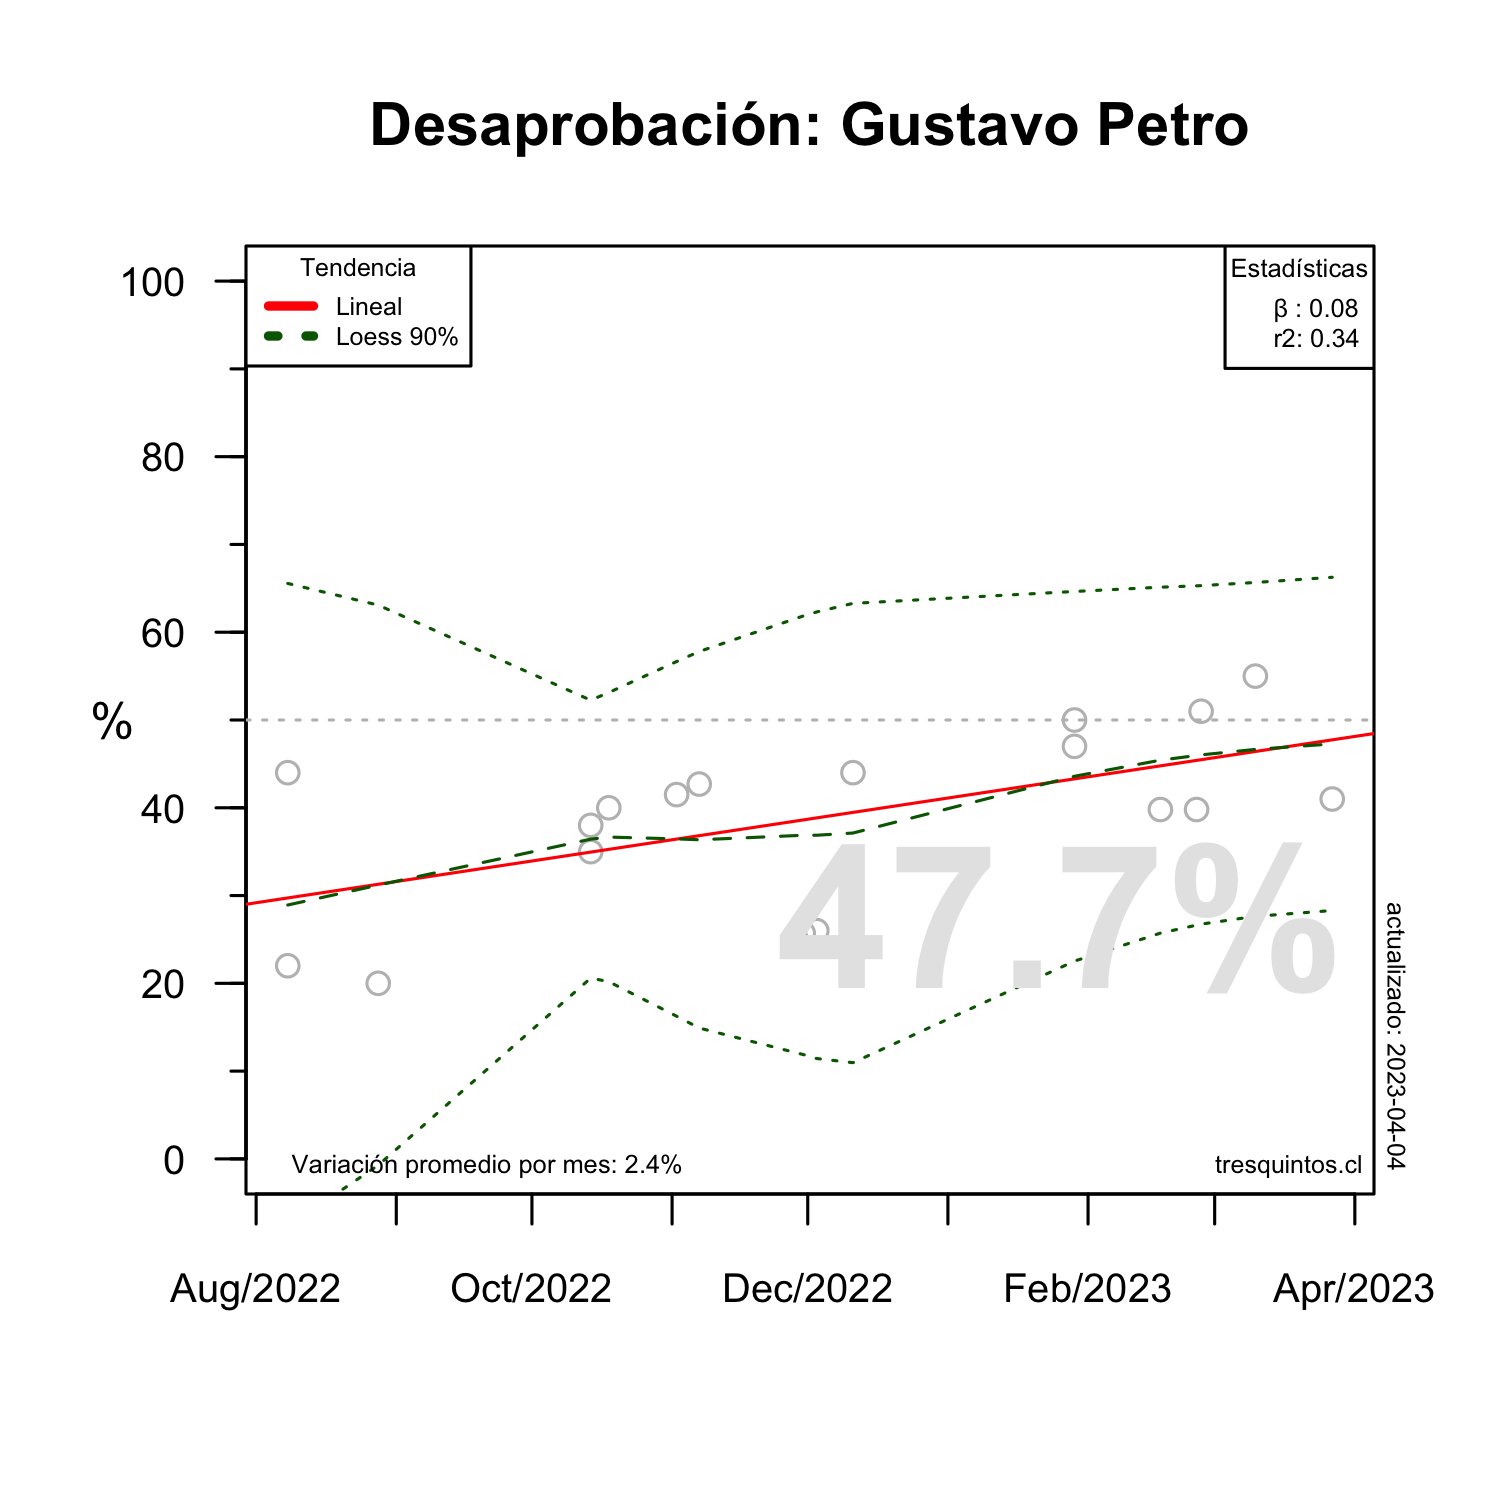 Desaprobación: Gustavo Petro
Tendencia
Lineal
Loess 90%
Estadísticas
β : 0.08
r2: 0.34
100
80
60
40
20
0
%
47.7%
Variación promedio por mes: 2.4%
tresquintos.cl
actualizado: 2023-04-04
Aug/2022
Oct/2022
Dec/2022
Feb/2023
Apr/2023